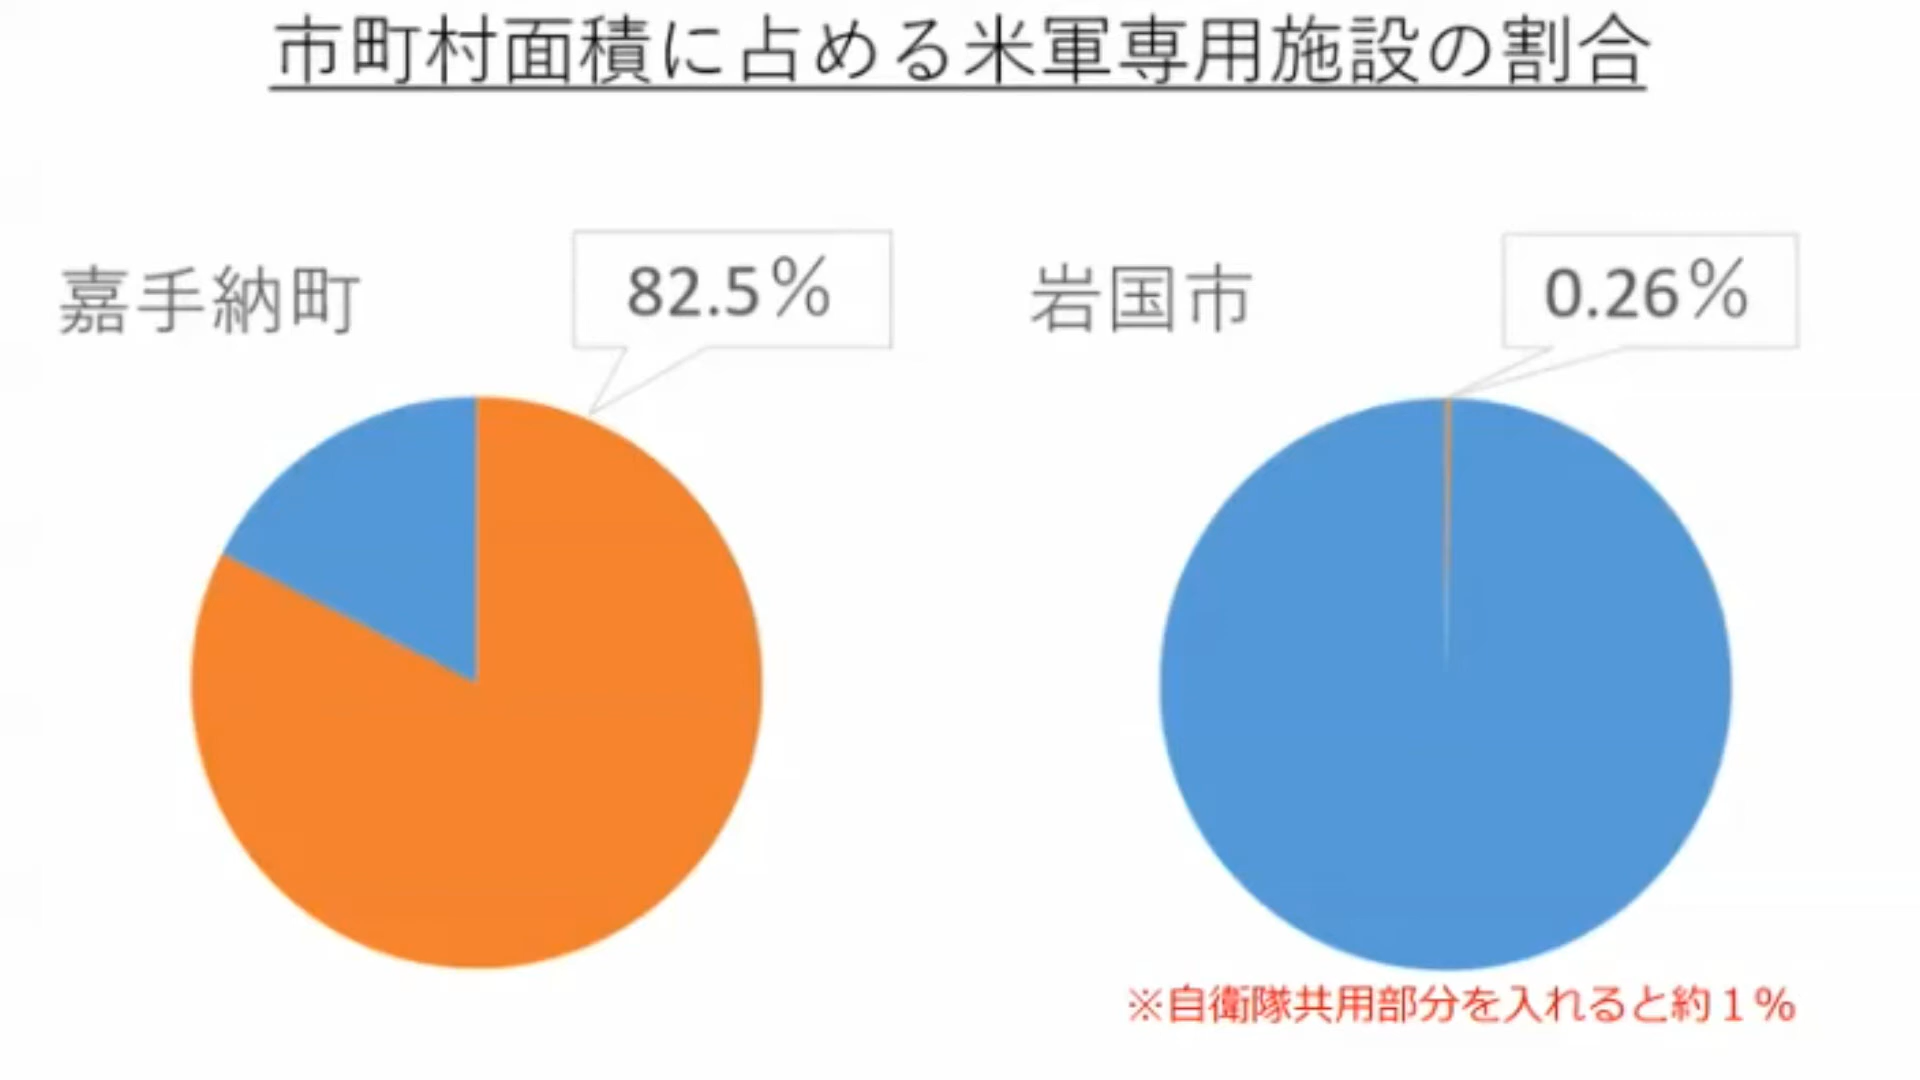 市町村面積に占める米軍専用施設の割合
嘉手納町
82.5％
岩国市
0.26％
※自衛隊共用部分を入れると約１％